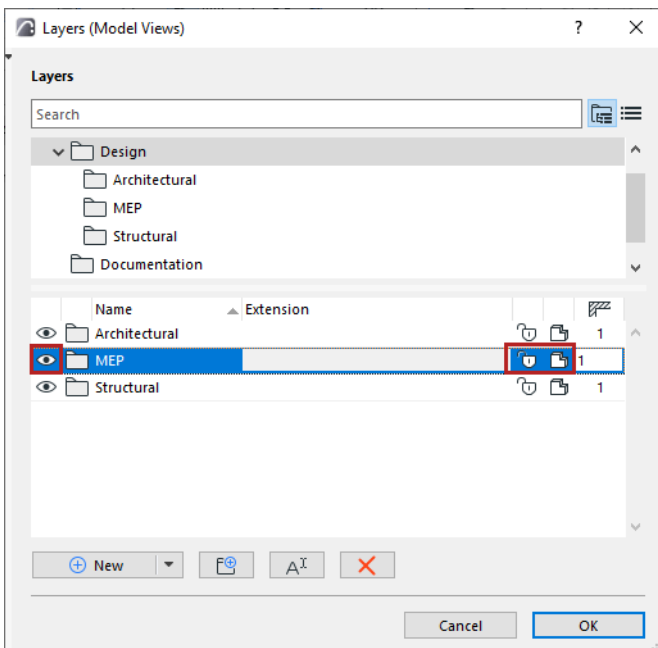 Layers (Model Views)
?
Layers
Search
Design
Architectural
MEP
Structural
Documentation
Name Extension
Architectural 1
MEP 1
Structural 1
New
A
Cancel OK